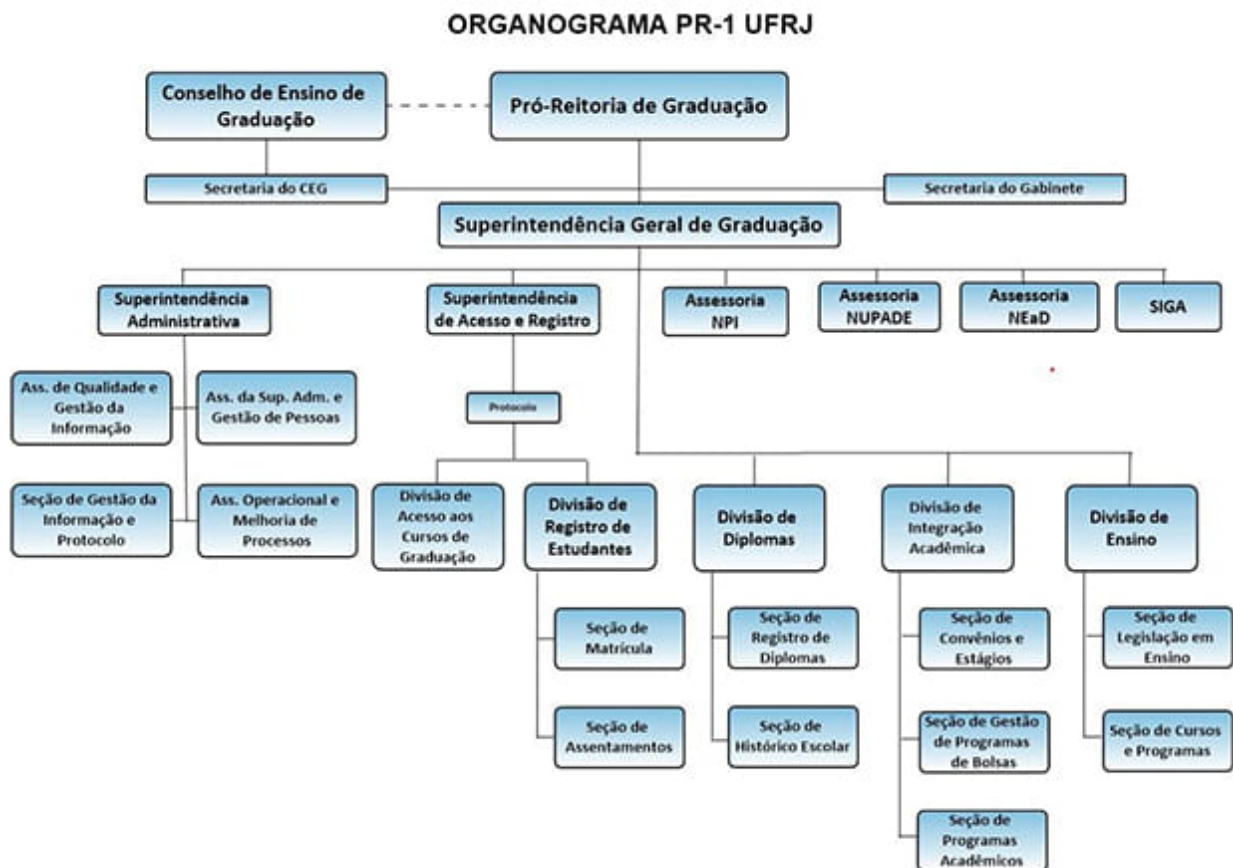 ORGANOGRAMA PR-1 UFRJ
Conselho de Ensino de
Graduação
Pró-Reitoria de Graduação
Secretaria do CEG
Secretaria do Gabinete
Superintendência Geral de Graduação
Superintendência
Administrativa
Superintendência
de Acesso e Registro
Assessoria
NPI
Assessoria
NUPADE
Assessoria
NEaD
SIGA
Ass. de Qualidade e
Gestão da
Informação
Ass. da Sup. Adm. e
Gestão de Pessoas
Protocolo
Seção de Gestão da
Informação e
Protocolo
Ass. Operacional e
Melhoria de
Processos
Divisão de
Acesso aos
Cursos de
Graduação
Divisão de
Registro de
Estudantes
Divisão de
Diplomas
Divisão de
Integração
Acadêmica
Divisão de
Ensino
Seção de
Matrícula
Seção de
Registro de
Diplomas
Seção de
Convênios e
Estágios
Seção de
Legislação em
Ensino
Seção de
Assentamentos
Seção de
Histórico Escolar
Seção de Gestão
de Programas
de Bolsas
Seção de Cursos
e Programas
Seção de
Programas
Acadêmicos